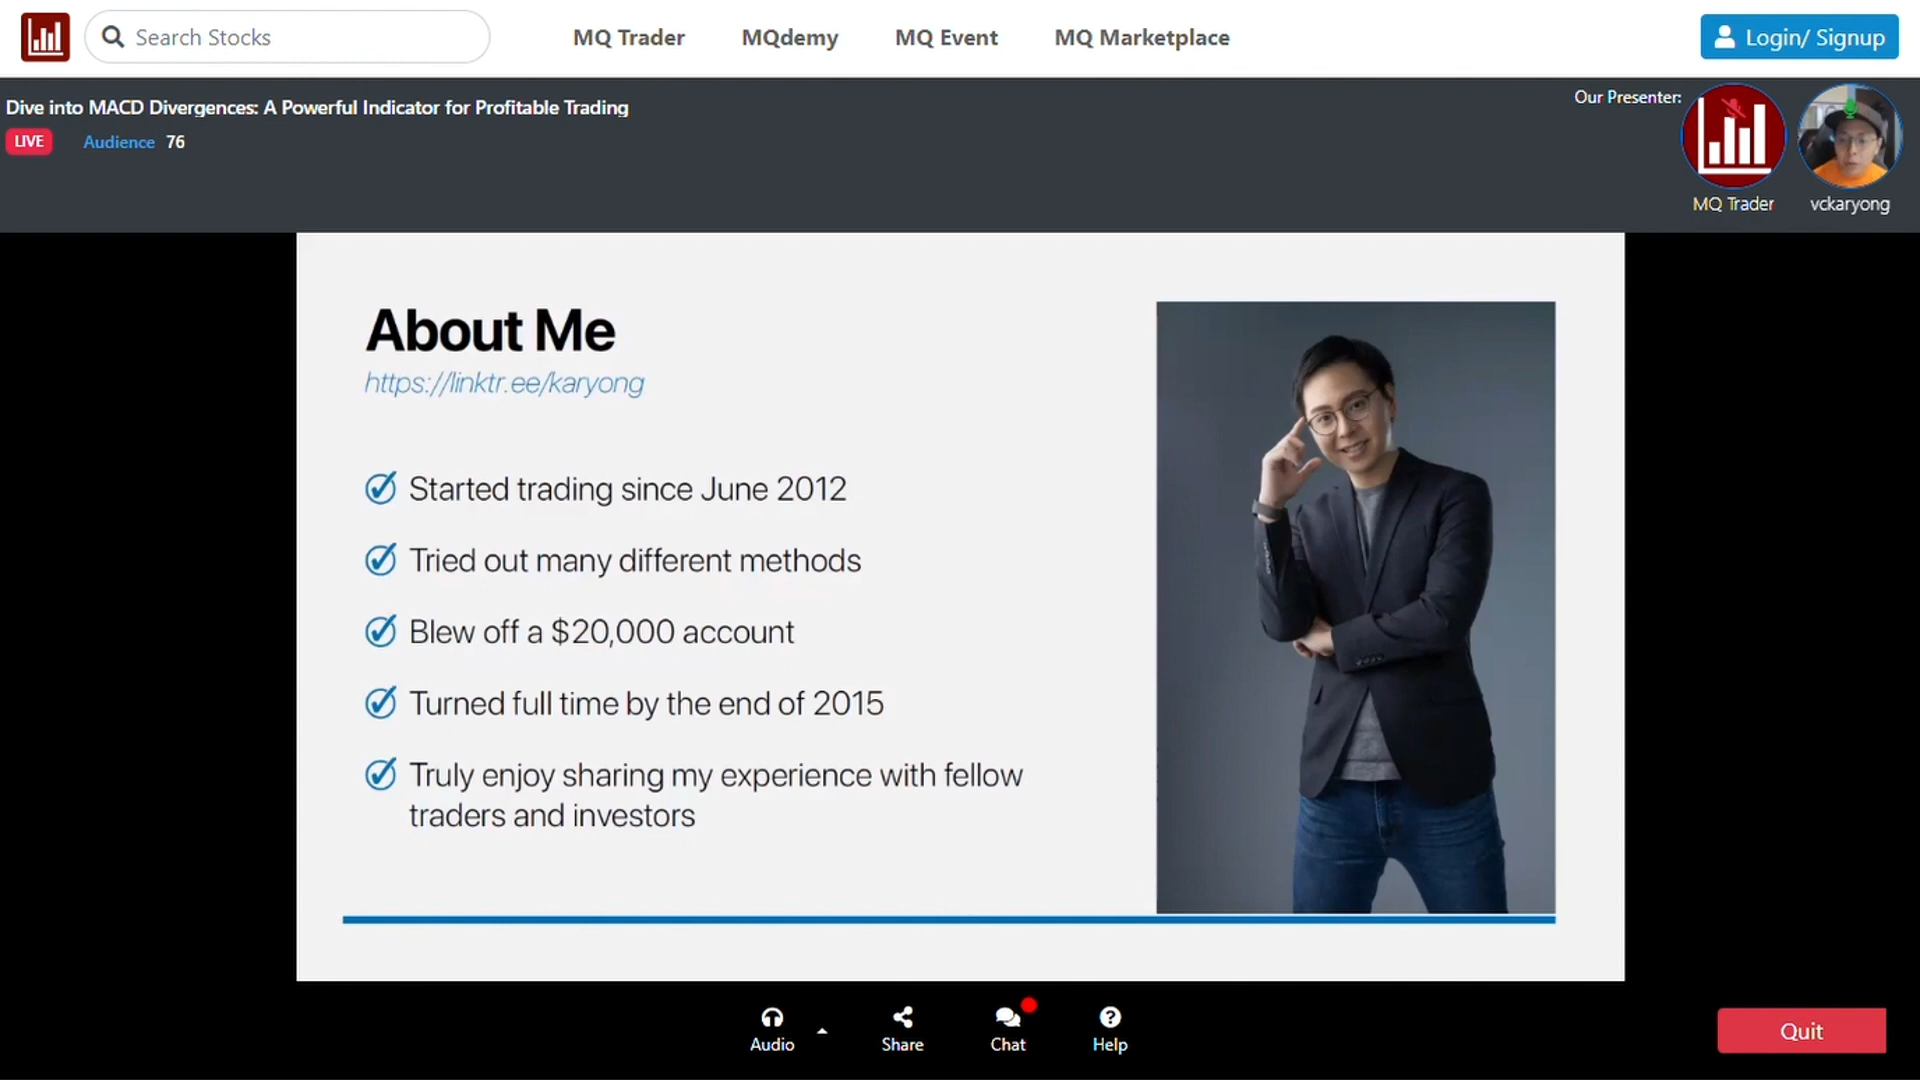 Search Stocks
MQ Trader
MQdemy
MQ Event
MQ Marketplace
Login/ Signup
Dive into MACD Divergences: A Powerful Indicator for Profitable Trading
LIVE
Audience 76
Our Presenter:
MQ Trader
vckaryong
About Me
https://linktr.ee/karyong
Started trading since June 2012
Tried out many different methods
Blew off a $20,000 account
Turned full time by the end of 2015
Truly enjoy sharing my experience with fellow
traders and investors
Audio
Share
Chat
Help
Quit